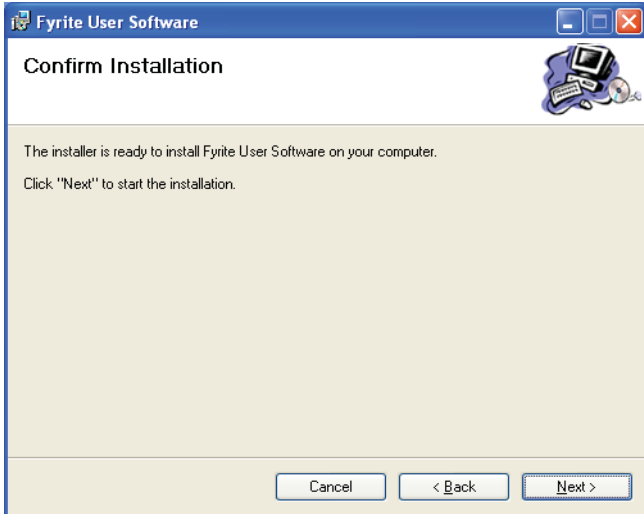 Fyrite User Software
Confirm Installation
The installer is ready to install Fyrite User Software on your computer.
Click "Next" to start the installation.
Cancel
< Back
Next >